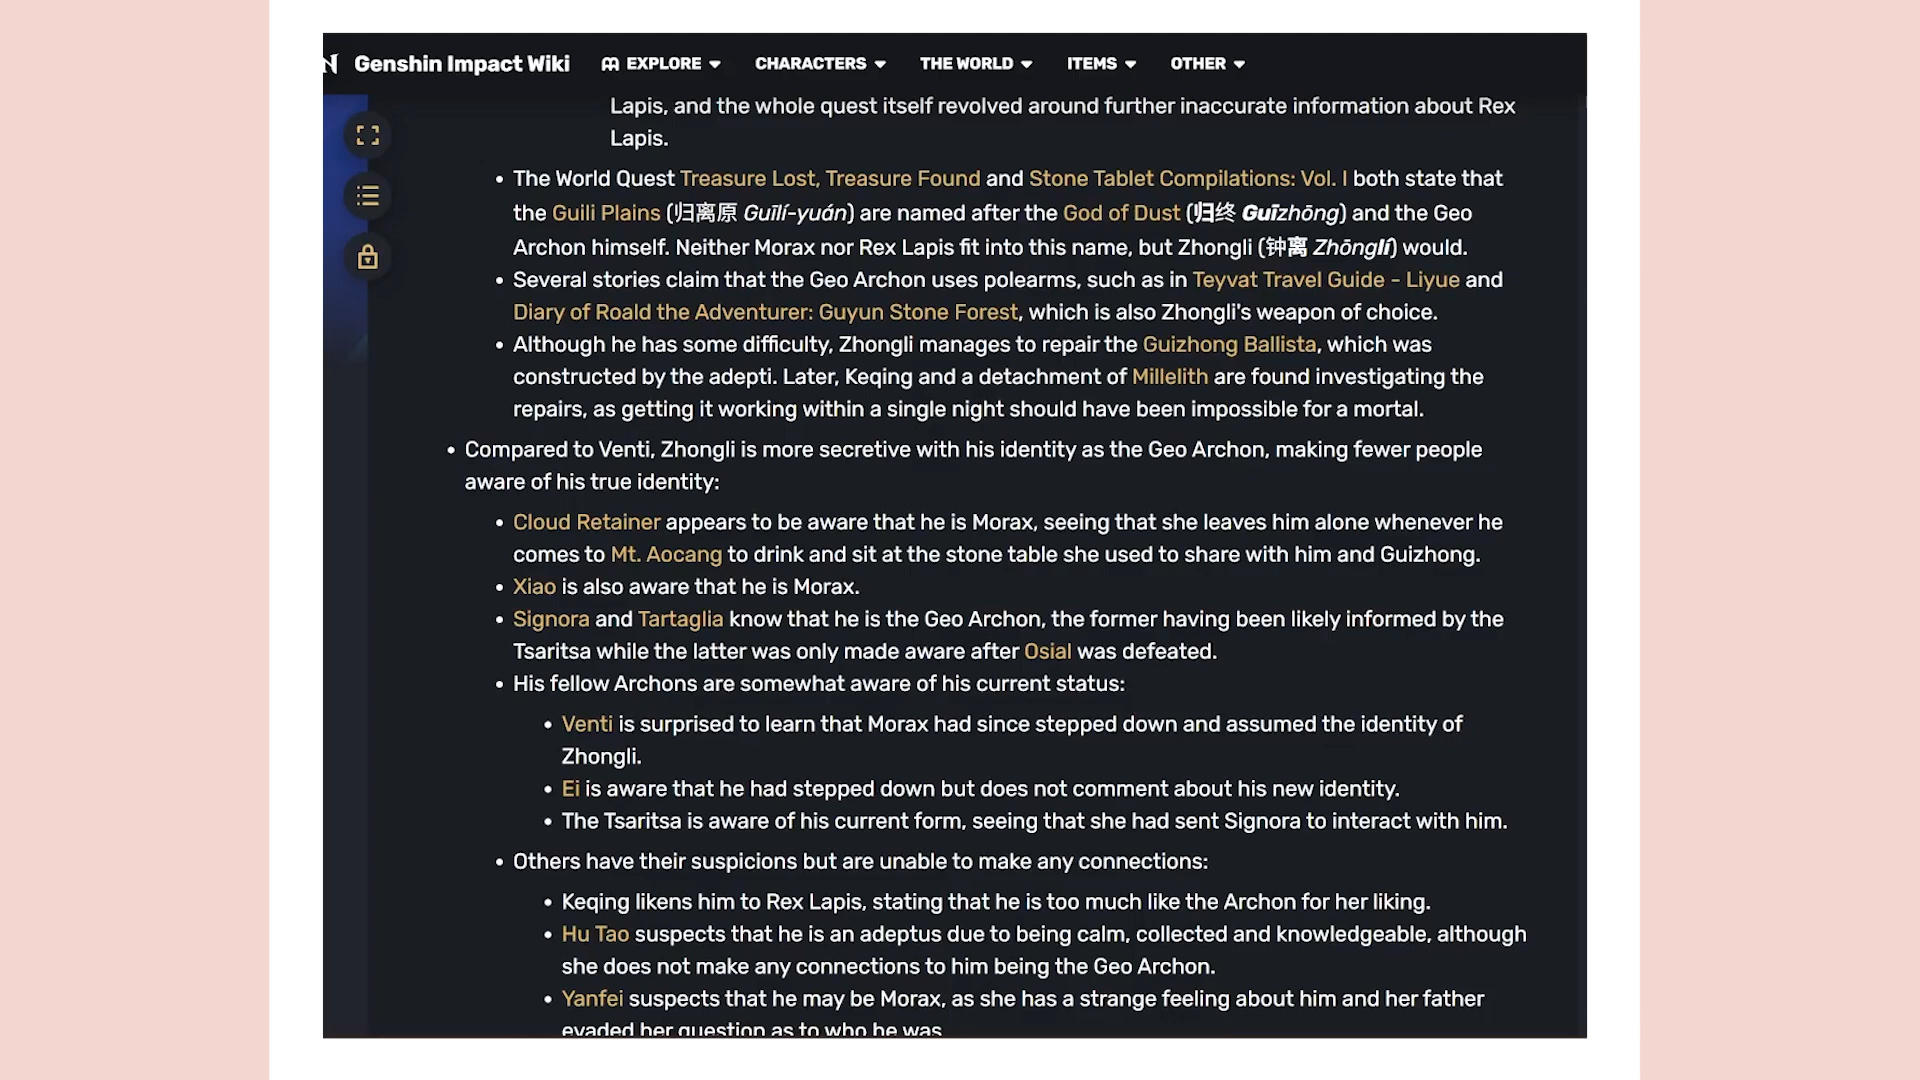 Genshin Impact Wiki EXPLORE CHARACTERS THE WORLD ITEMS OTHER
Lapis, and the whole quest itself revolved around further inaccurate information about Rex
Lapis.
• The World Quest Treasure Lost, Treasure Found and Stone Tablet Compilations: Vol. I both state that
the Guili Plains (归离原 Guīlí-yuán) are named after the God of Dust (归终 Guīzhōng) and the Geo
Archon himself. Neither Morax nor Rex Lapis fit into this name, but Zhongli (钟离 Zhōnglí) would.
• Several stories claim that the Geo Archon uses polearms, such as in Teyvat Travel Guide - Liyue and
Diary of Roald the Adventurer: Guyun Stone Forest, which is also Zhongli's weapon of choice.
• Although he has some difficulty, Zhongli manages to repair the Guizhong Ballista, which was
constructed by the adepti. Later, Keqing and a detachment of Millelith are found investigating the
repairs, as getting it working within a single night should have been impossible for a mortal.
• Compared to Venti, Zhongli is more secretive with his identity as the Geo Archon, making fewer people
aware of his true identity:
• Cloud Retainer appears to be aware that he is Morax, seeing that she leaves him alone whenever he
comes to Mt. Aocang to drink and sit at the stone table she used to share with him and Guizhong.
• Xiao is also aware that he is Morax.
• Signora and Tartaglia know that he is the Geo Archon, the former having been likely informed by the
Tsaritsa while the latter was only made aware after Osial was defeated.
• His fellow Archons are somewhat aware of his current status:
• Venti is surprised to learn that Morax had since stepped down and assumed the identity of
Zhongli.
• Ei is aware that he had stepped down but does not comment about his new identity.
• The Tsaritsa is aware of his current form, seeing that she had sent Signora to interact with him.
• Others have their suspicions but are unable to make any connections:
• Keqing likens him to Rex Lapis, stating that he is too much like the Archon for her liking.
• Hu Tao suspects that he is an adeptus due to being calm, collected and knowledgeable, although
she does not make any connections to him being the Geo Archon.
• Yanfei suspects that he may be Morax, as she has a strange feeling about him and her father
evaded her question as to who he was